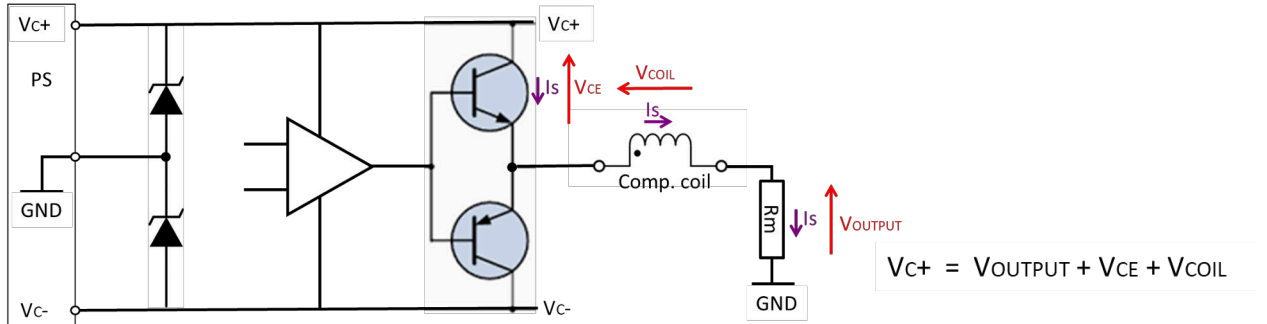 VC+
PS
GND
VC-
VC+
IS
VCE
VCOIL
IS
Comp. coil
VC-
Rm
IS
VOUTPUT
GND
VC+ = VOUTPUT + VCE + VCOIL